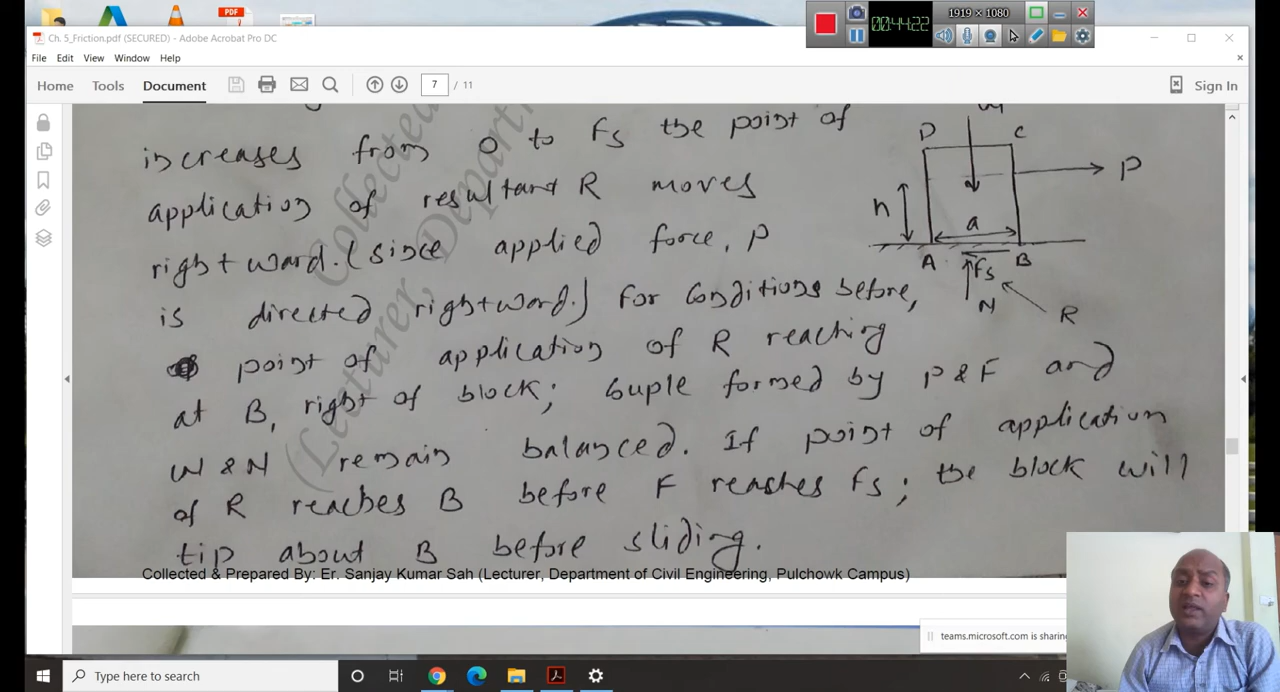 PDF
1919 × 1080
00:44:22
Ch. 5_Friction.pdf (SECURED) - Adobe Acrobat Pro DC
File Edit View Window Help
Home Tools Document 7 / 11 Sign In
increases from 0 to Fs the point of
application of resultant R moves
rightward. (since applied force, P
is directed rightword.) For Conditions before,
point of application of R reaching
at B, right of block; Couple formed by P & F and
W & N remain balanced. If point of application
of R reaches B before F reaches Fs; the block will
tip about B before sliding.
D C
P
h
a
A B
Fs
N
R
Collected
(Lecturer, Depart
Collected & Prepared By: Er. Sanjay Kumar Sah (Lecturer, Department of Civil Engineering, Pulchowk Campus)
teams.microsoft.com is sharing
Type here to search